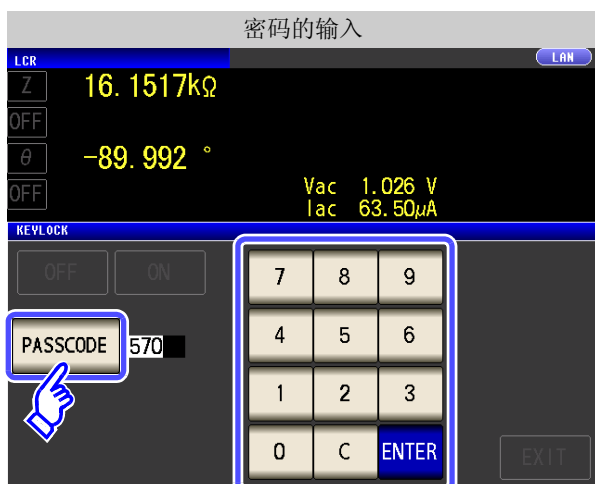 密码的输入
LCR
LAN
Z 16.1517kΩ
OFF
θ -89.992 °
OFF
Vac 1.026 V
Iac 63.50μA
KEYLOCK
OFF ON
7 8 9
PASSCODE 570
4 5 6
1 2 3
0 C ENTER
EXIT